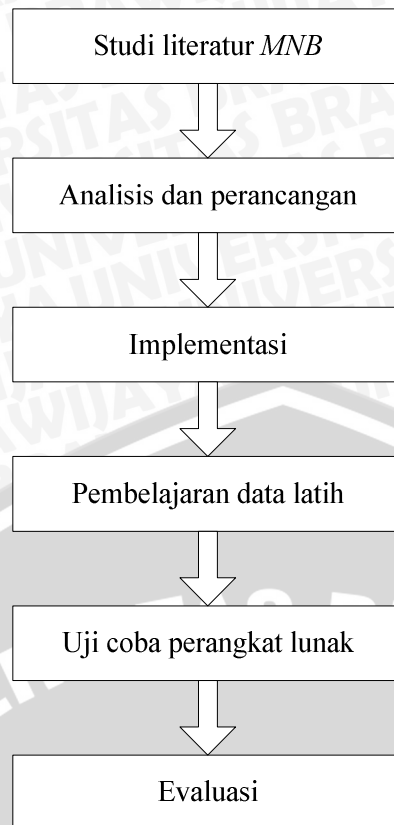 Studi literatur MNB
Analisis dan perancangan
Implementasi
Pembelajaran data latih
Uji coba perangkat lunak
Evaluasi